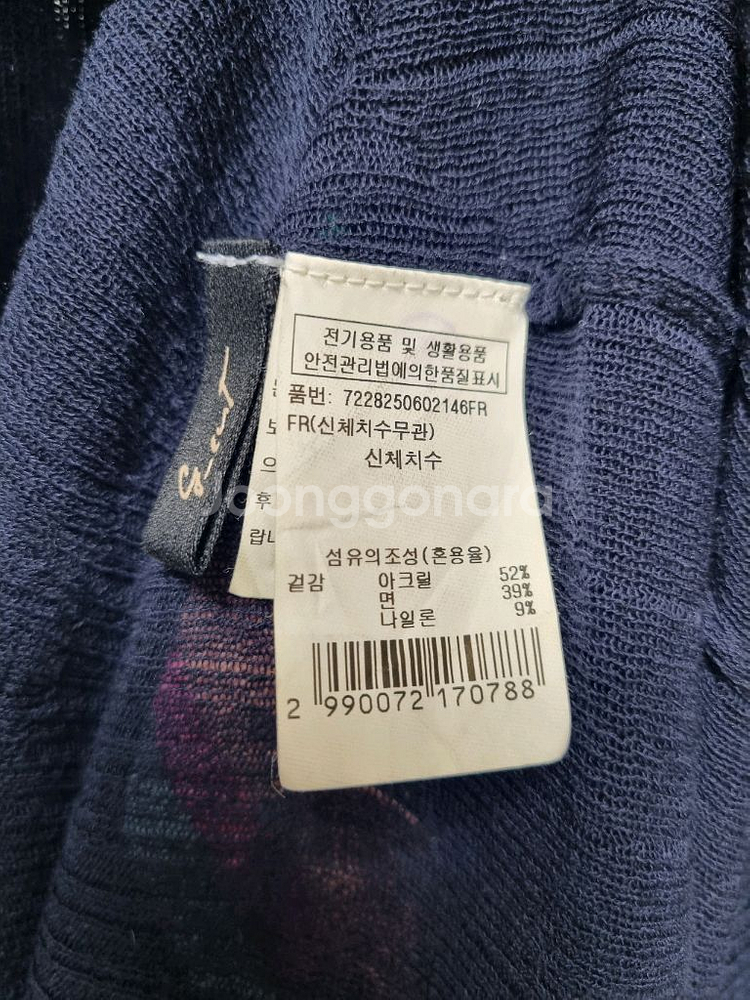 전기용품 및 생활용품
안전관리법에의한품질표시
품번: 7228250602146FR
FR(신체치수무관)
신체치수
섬유의조성(혼용율)
겉감 아크릴 52%
면 39%
나일론 9%
2 990072 170788
으
후
Joonggonara